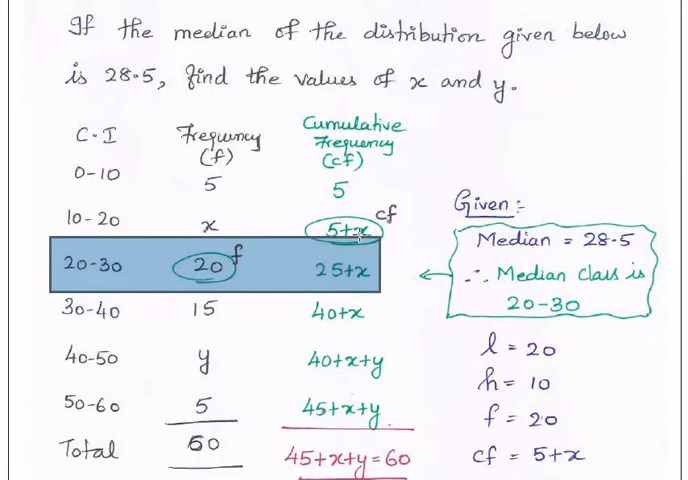 If the median of the distribution given below
is 28.5, find the values of x and y.
C.I Frequency (f) Cumulative Frequency (cf)
0-10 5 5
10-20 x 5+x cf
20-30 20 f 25+x
30-40 15 40+x
40-50 y 40+x+y
50-60 5 45+x+y
Total 60 45+x+y=60
Given:-
Median = 28.5
∴ Median Class is
20-30
l = 20
h = 10
f = 20
cf = 5+x